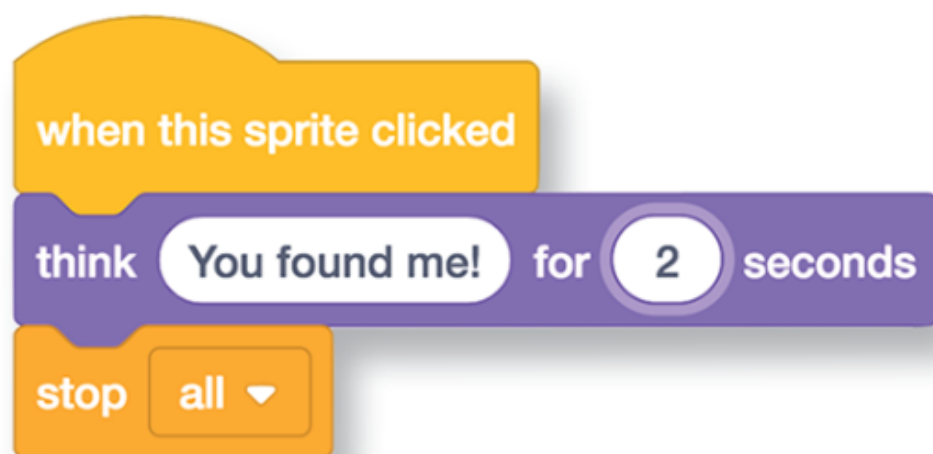 when this sprite clicked
think You found me! for 2 seconds
stop all